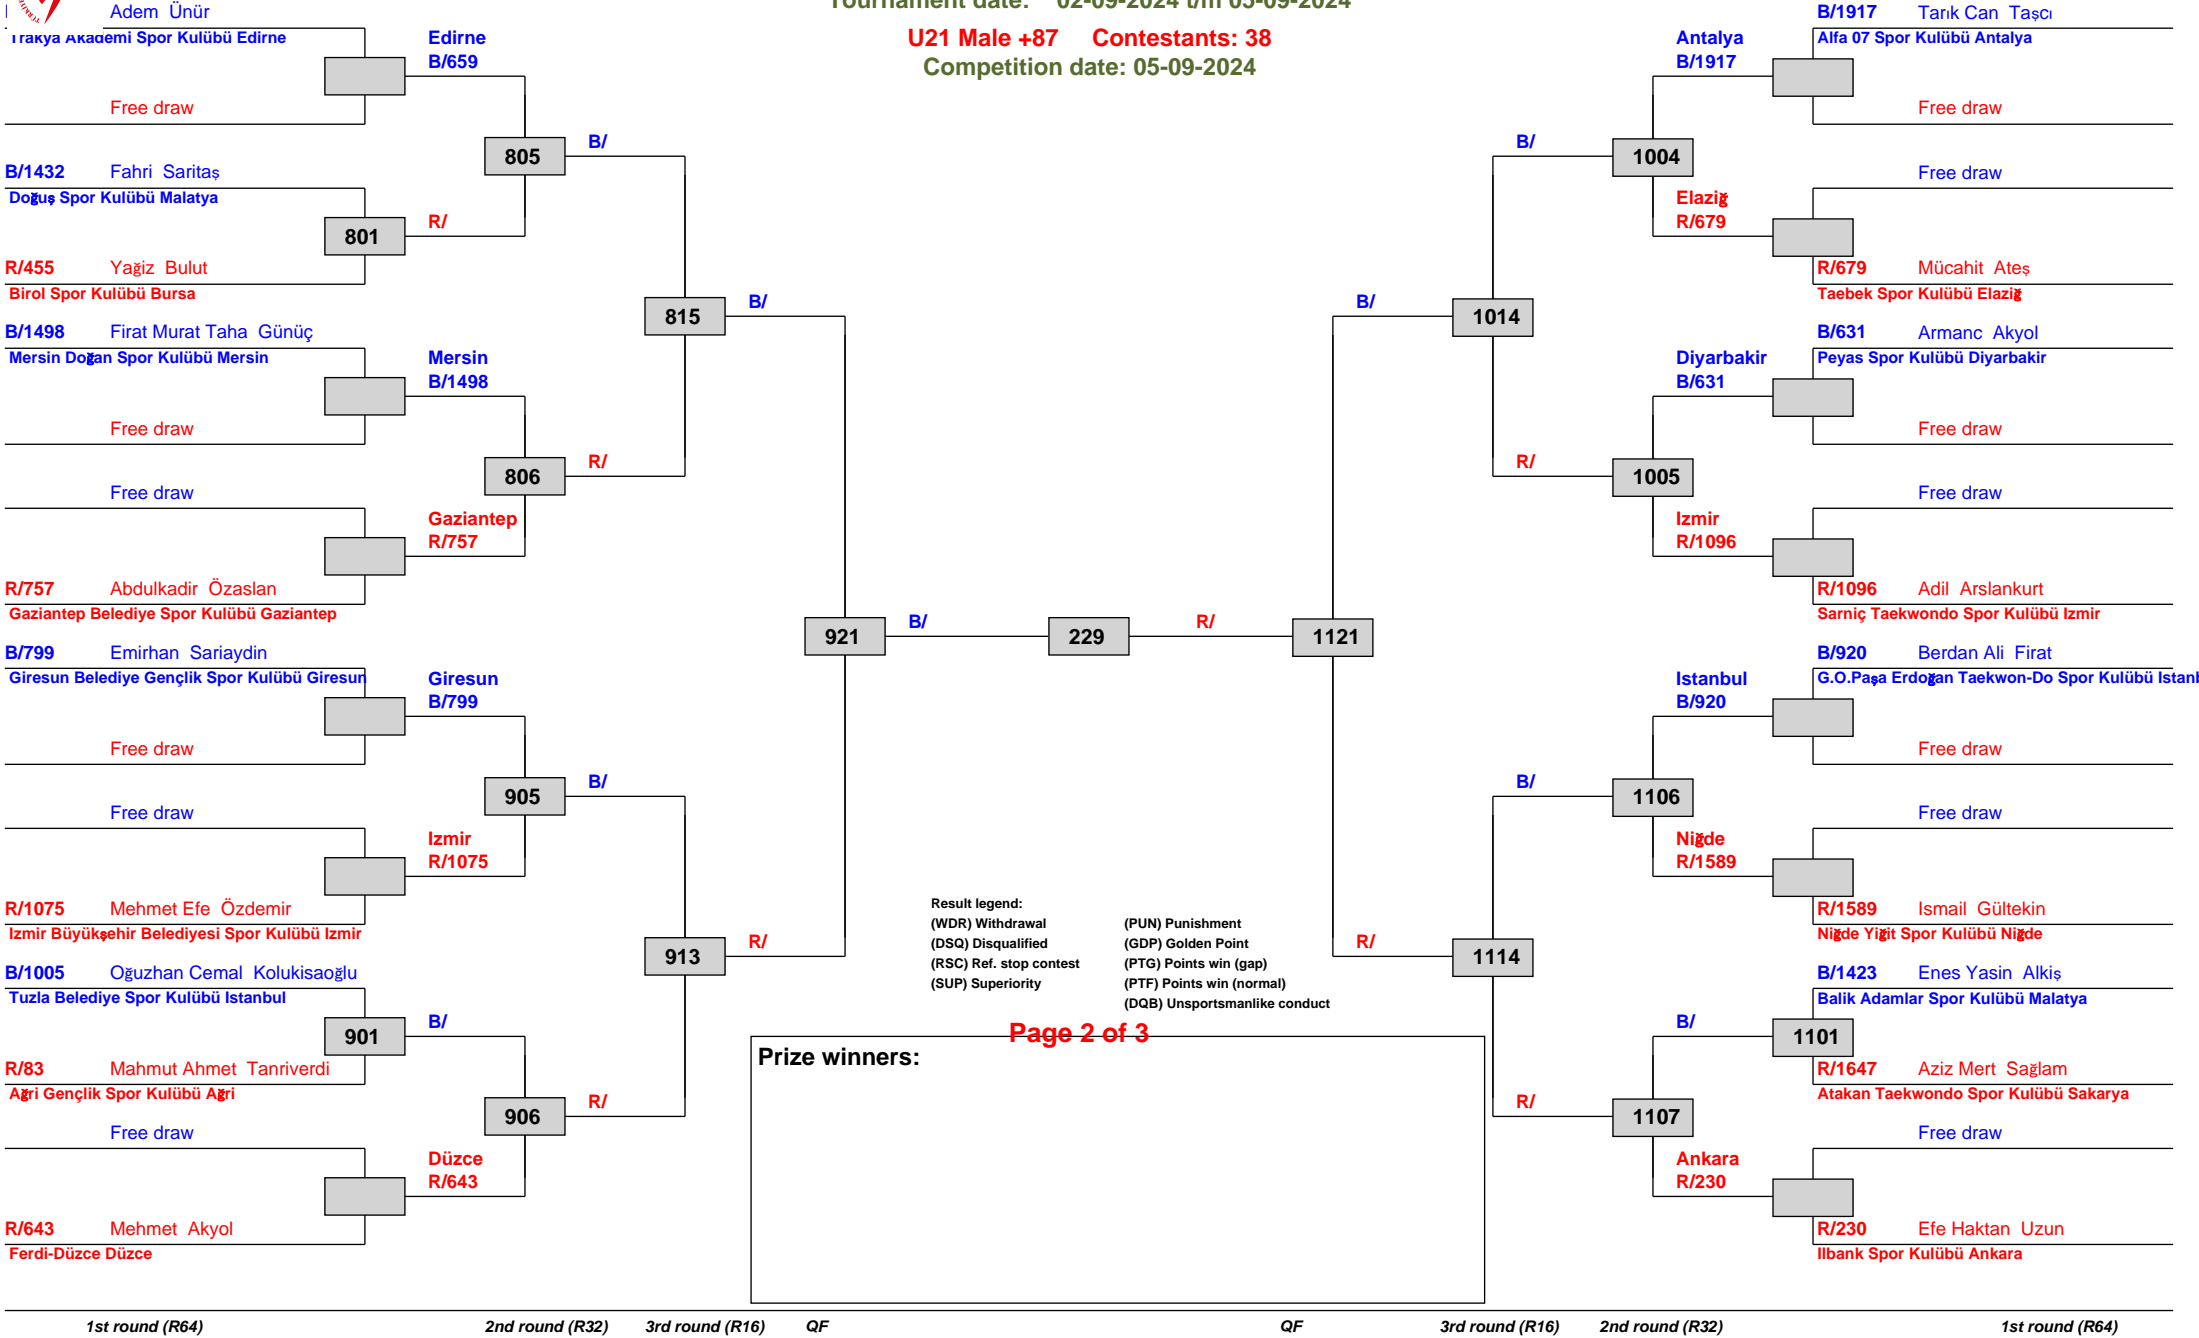 Tournament date: 02-09-2024 t/m 05-09-2024
U21 Male +87 Contestants: 38
Competition date: 05-09-2024
Adem Ünür
Trakya Akademi Spor Kulübü Edirne
Free draw
B/1432 Fahri Saritaş
Doğuş Spor Kulübü Malatya
801
R/455 Yağiz Bulut
Birol Spor Kulübü Bursa
B/1498 Firat Murat Taha Günüç
Mersin Doğan Spor Kulübü Mersin
Free draw
Free draw
R/757 Abdulkadir Özaslan
Gaziantep Belediye Spor Kulübü Gaziantep
B/799 Emirhan Sariaydin
Giresun Belediye Gençlik Spor Kulübü Giresun
Free draw
Free draw
R/1075 Mehmet Efe Özdemir
Izmir Büyükşehir Belediyesi Spor Kulübü Izmir
B/1005 Oğuzhan Cemal Kolukisaoğlu
Tuzla Belediye Spor Kulübü Istanbul
901
R/83 Mahmut Ahmet Tanriverdi
Ağri Gençlik Spor Kulübü Ağri
Free draw
R/643 Mehmet Akyol
Ferdi-Düzce Düzce
Edirne
B/659
805
R/
Mersin
B/1498
806
Gaziantep
R/757
Giresun
B/799
905
Izmir
R/1075
B/
906
Düzce
R/643
B/
815
R/
B/
913
R/
B/
921
R/
B/
229
R/
1121
B/
R/
B/
1014
R/
B/
1114
R/
Antalya
B/1917
1004
Elaziğ
R/679
Diyarbakir
B/631
1005
Izmir
R/1096
Istanbul
B/920
1106
Niğde
R/1589
B/
1107
Ankara
R/230
B/1917 Tarık Can Taşcı
Alfa 07 Spor Kulübü Antalya
Free draw
Free draw
R/679 Mücahit Ateş
Taebek Spor Kulübü Elaziğ
B/631 Armanc Akyol
Peyas Spor Kulübü Diyarbakir
Free draw
Free draw
R/1096 Adil Arslankurt
Sarniç Taekwondo Spor Kulübü Izmir
B/920 Berdan Ali Firat
G.O.Paşa Erdoğan Taekwon-Do Spor Kulübü
Free draw
Free draw
R/1589 Ismail Gültekin
Niğde Yiğit Spor Kulübü Niğde
B/1423 Enes Yasin Alkiş
Balik Adamlar Spor Kulübü Malatya
1101
R/1647 Aziz Mert Sağlam
Atakan Taekwondo Spor Kulübü Sakarya
Free draw
R/230 Efe Haktan Uzun
Ilbank Spor Kulübü Ankara
Result legend:
(WDR) Withdrawal (PUN) Punishment
(DSQ) Disqualified (GDP) Golden Point
(RSC) Ref. stop contest (PTG) Points win (gap)
(SUP) Superiority (PTF) Points win (normal)
(DQB) Unsportsmanlike conduct
Page 2 of 3
Prize winners:
1st round (R64) 2nd round (R32) 3rd round (R16) QF QF 3rd round (R16) 2nd round (R32) 1st round (R64)